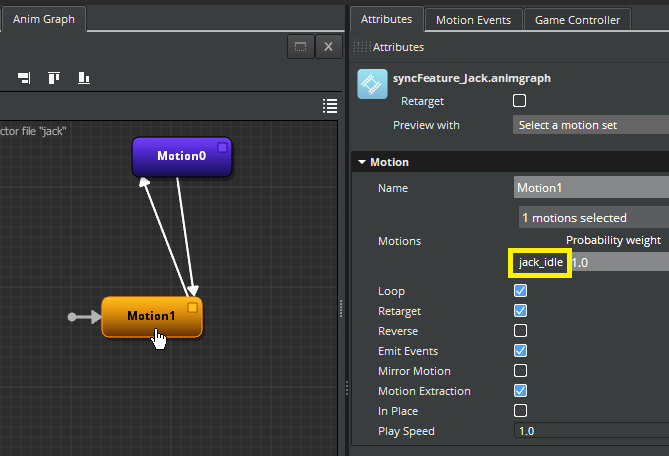 Anim Graph
ctor file "jack"
Motion0
Motion1
Attributes
Motion Events
Game Controller
Attributes
syncFeature_Jack.animgraph
Retarget
Preview with
Select a motion set
Motion
Name
Motion1
1 motions selected
Motions
Probability weight
jack_idle
1.0
Loop
Retarget
Reverse
Emit Events
Mirror Motion
Motion Extraction
In Place
Play Speed
1.0